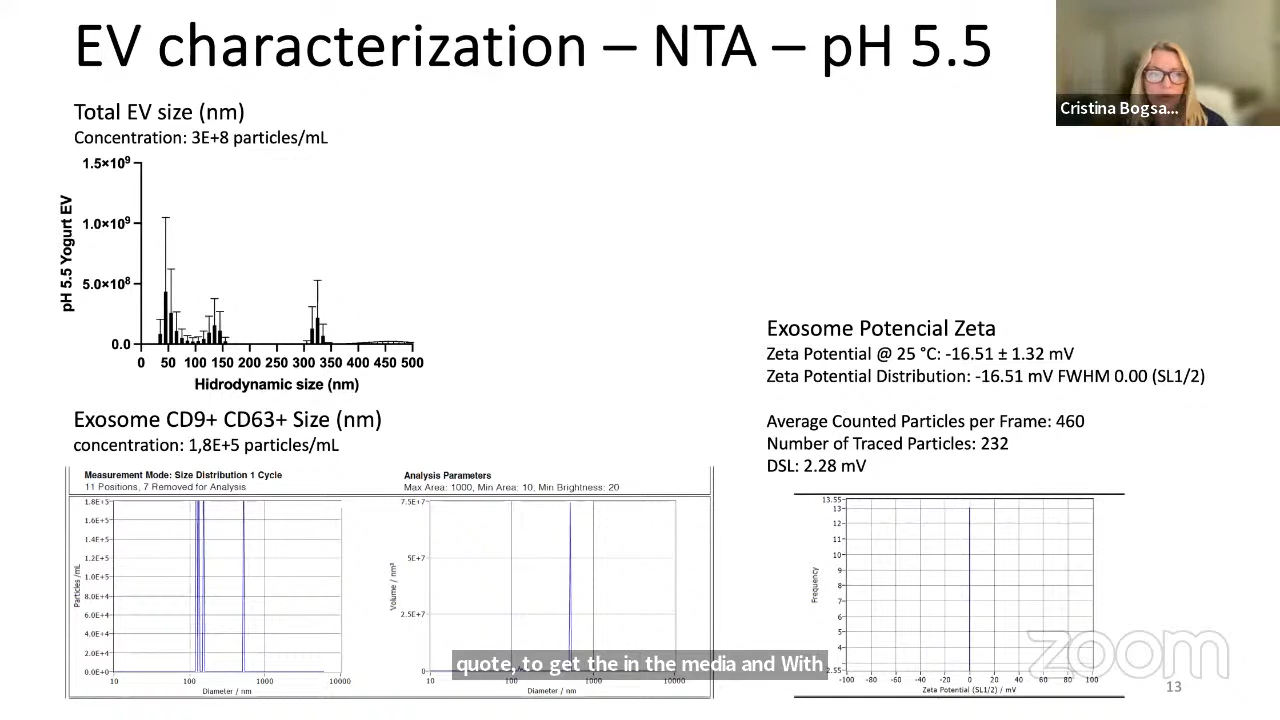 EV characterization – NTA – pH 5.5
Cristina Bogsa...
Total EV size (nm)
Concentration: 3E+8 particles/mL
pH 5.5 Yogurt EV
1.5×10⁹
1.0×10⁹
5.0×10⁸
0.0
0 50 100 150 200 250 300 350 400 450 500
Hidrodynamic size (nm)
Exosome CD9+ CD63+ Size (nm)
concentration: 1,8E+5 particles/mL
Measurement Mode: Size Distribution 1 Cycle
11 Positions, 7 Removed for Analysis
Particles /mL
1.8E+5
1.6E+5
1.4E+5
1.2E+5
1.0E+5
8.0E+4
6.0E+4
4.0E+4
2.0E+4
0.0E+0
10 100 1000 10000
Diameter / nm
Analysis Parameters
Max Area: 1000, Min Area: 10, Min Brightness: 20
Volume / nm³
7.5E+7
5E+7
2.5E+7
0
10 100 1000 10000
Diameter / nm
Exosome Potencial Zeta
Zeta Potential @ 25 °C: -16.51 ± 1.32 mV
Zeta Potential Distribution: -16.51 mV FWHM 0.00 (SL1/2)
Average Counted Particles per Frame: 460
Number of Traced Particles: 232
DSL: 2.28 mV
Frequency
13.55
13
12
11
10
9
8
7
6
5
4
2.55
-100 -80 -60 -40 -20 0 20 40 60 80 100
Zeta Potential (SL1/2) / mV
quote, to get the in the media and With
zoom
13